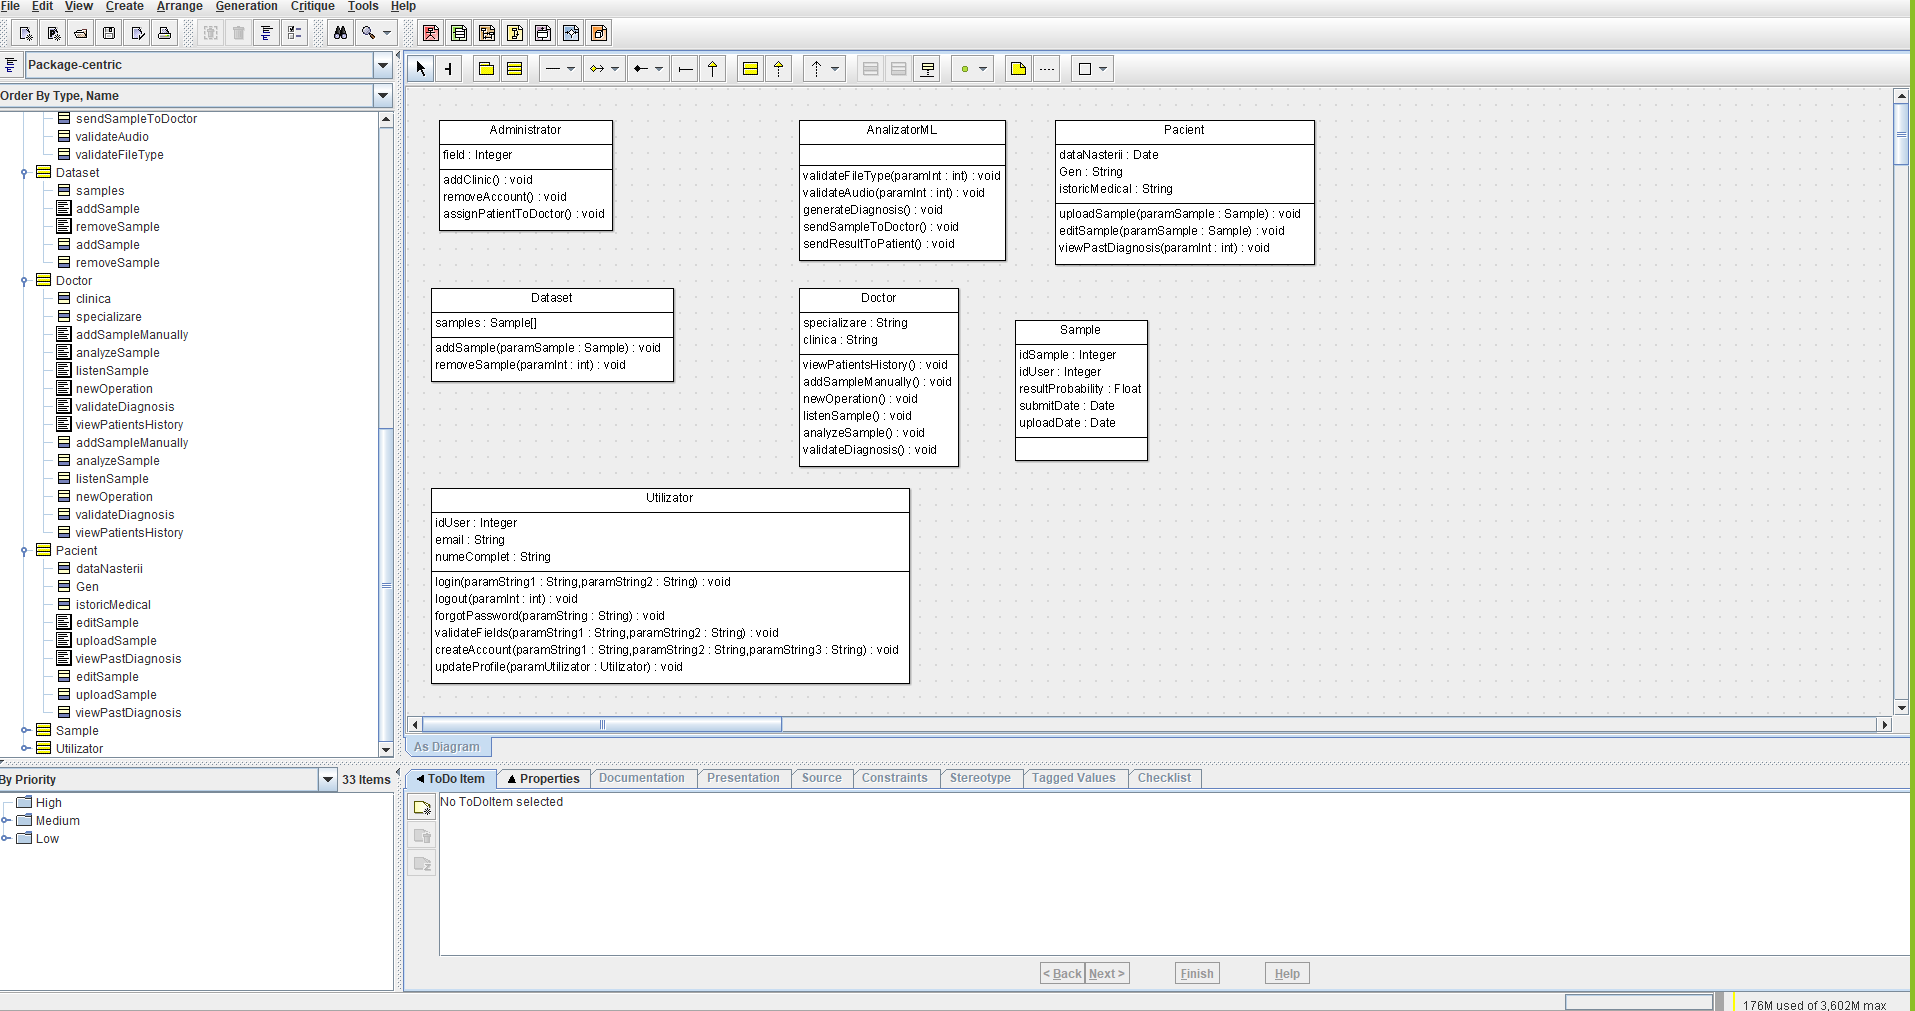 File Edit View Create Arrange Generation Critique Tools Help
Package-centric
Order By Type, Name
sendSampleToDoctor
validateAudio
validateFileType
Dataset
samples
addSample
removeSample
addSample
removeSample
Doctor
clinica
specializare
addSampleManually
analyzeSample
listenSample
newOperation
validateDiagnosis
viewPatientsHistory
addSampleManually
analyzeSample
listenSample
newOperation
validateDiagnosis
viewPatientsHistory
Pacient
dataNasterii
Gen
istoricMedical
editSample
uploadSample
viewPastDiagnosis
editSample
uploadSample
viewPastDiagnosis
Sample
Utilizator
Administrator
field : Integer
addClinic() : void
removeAccount() : void
assignPatientToDoctor() : void
AnalizatorML
validateFileType(paramInt : int) : void
validateAudio(paramInt : int) : void
generateDiagnosis() : void
sendSampleToDoctor() : void
sendResultToPatient() : void
Pacient
dataNasterii : Date
Gen : String
istoricMedical : String
uploadSample(paramSample : Sample) : void
editSample(paramSample : Sample) : void
viewPastDiagnosis(paramInt : int) : void
Dataset
samples : Sample[]
addSample(paramSample : Sample) : void
removeSample(paramInt : int) : void
Doctor
specializare : String
clinica : String
viewPatientsHistory() : void
addSampleManually() : void
newOperation() : void
listenSample() : void
analyzeSample() : void
validateDiagnosis() : void
Sample
idSample : Integer
idUser : Integer
resultProbability : Float
submitDate : Date
uploadDate : Date
Utilizator
idUser : Integer
email : String
numeComplet : String
login(paramString1 : String,paramString2 : String) : void
logout(paramInt : int) : void
forgotPassword(paramString : String) : void
validateFields(paramString1 : String,paramString2 : String) : void
createAccount(paramString1 : String,paramString2 : String,paramString3 : String) : void
updateProfile(paramUtilizator : Utilizator) : void
As Diagram
By Priority 33 Items
High
Medium
Low
ToDo Item Properties Documentation Presentation Source Constraints Stereotype Tagged Values Checklist
No ToDoItem selected
< Back Next > Finish Help
176M used of 3,602M max